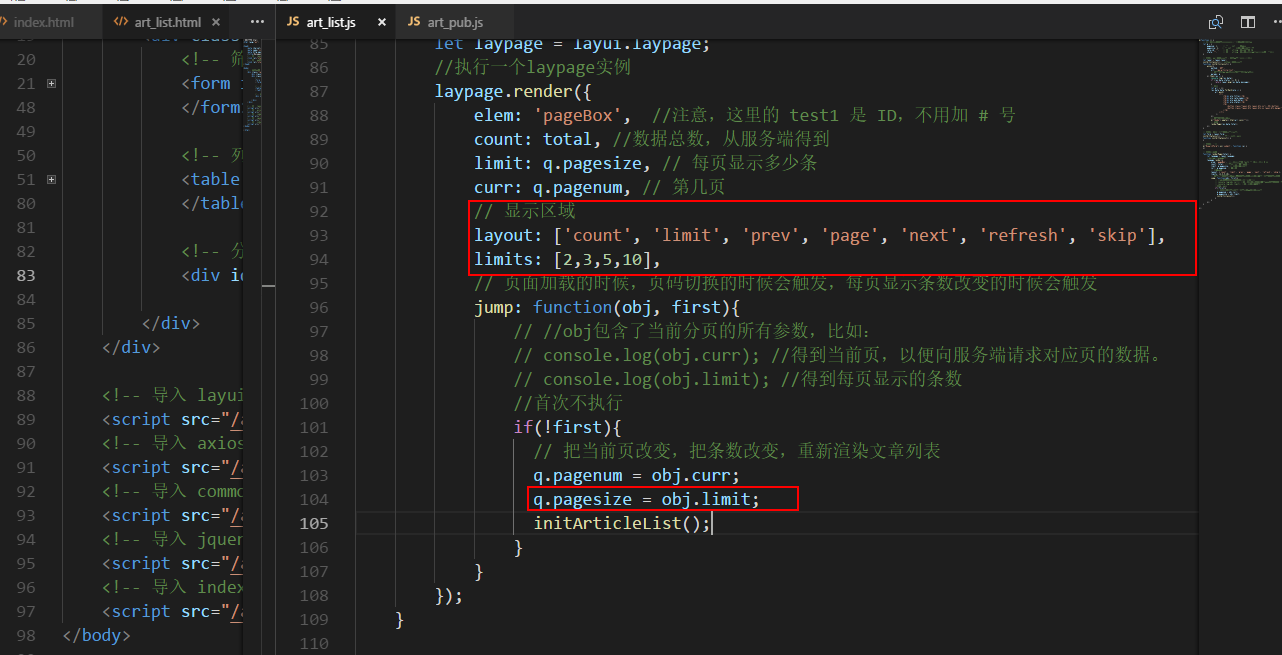 index.html
art_list.html
art_list.js
art_pub.js
20 <!-- 筛
21 <form
48 </form
49
50 <!-- 列
51 <table
80 </tabl
81
82 <!-- 分
83 <div id
84
85 </div>
86 </div>
87
88 <!-- 导入 layui
89 <script src="/a
90 <!-- 导入 axios
91 <script src="/a
92 <!-- 导入 commo
93 <script src="/a
94 <!-- 导入 jquer
95 <script src="/a
96 <!-- 导入 index
97 <script src="/a
98 </body>
85 let laypage = layui.laypage;
86 //执行一个laypage实例
87 laypage.render({
88 elem: 'pageBox', //注意，这里的 test1 是 ID，不用加 # 号
89 count: total, //数据总数，从服务端得到
90 limit: q.pagesize, // 每页显示多少条
91 curr: q.pagenum, // 第几页
92 // 显示区域
93 layout: ['count', 'limit', 'prev', 'page', 'next', 'refresh', 'skip'],
94 limits: [2,3,5,10],
95 // 页面加载的时候，页码切换的时候会触发，每页显示条数改变的时候会触发
96 jump: function(obj, first){
97 // //obj包含了当前分页的所有参数，比如：
98 // console.log(obj.curr); //得到当前页，以便向服务端请求对应页的数据。
99 // console.log(obj.limit); //得到每页显示的条数
100 //首次不执行
101 if(!first){
102 // 把当前页改变，把条数改变，重新渲染文章列表
103 q.pagenum = obj.curr;
104 q.pagesize = obj.limit;
105 initArticleList();
106 }
107 }
108 });
109 }
110